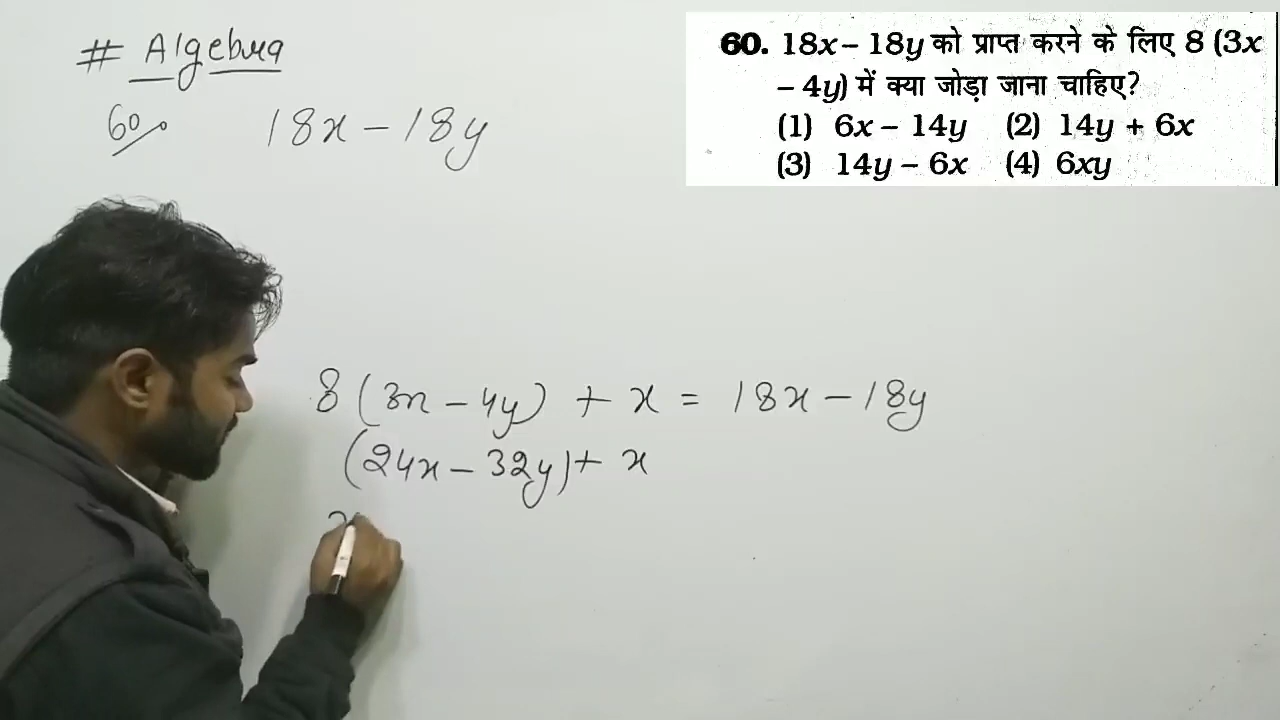 # Algebra
60. 18x - 18y
60. 18x – 18y को प्राप्त करने के लिए 8 (3x
– 4y) में क्या जोड़ा जाना चाहिए?
(1) 6x – 14y (2) 14y + 6x
(3) 14y – 6x (4) 6xy
8 (3x - 4y) + x = 18x - 18y
(24x - 32y) + x